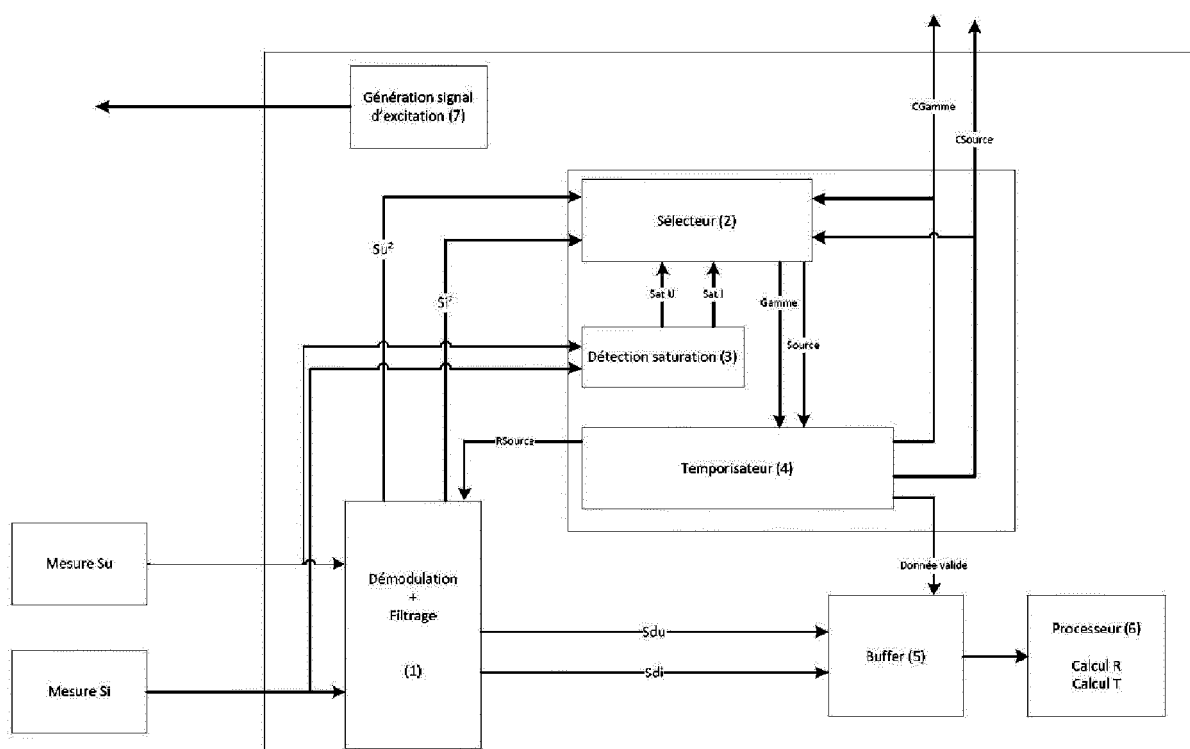 Génération signal
d'excitation (7)
CGamme
CSource
Sélecteur (2)
Su²
Si²
Sat U
Sat I
Gamme
Source
Détection saturation (3)
RSource
Temporisateur (4)
Mesure Su
Démodulation
+
Filtrage
(1)
Donnée valide
Sdu
Sdi
Buffer (5)
Processeur (6)
Calcul R
Calcul T
Mesure Si